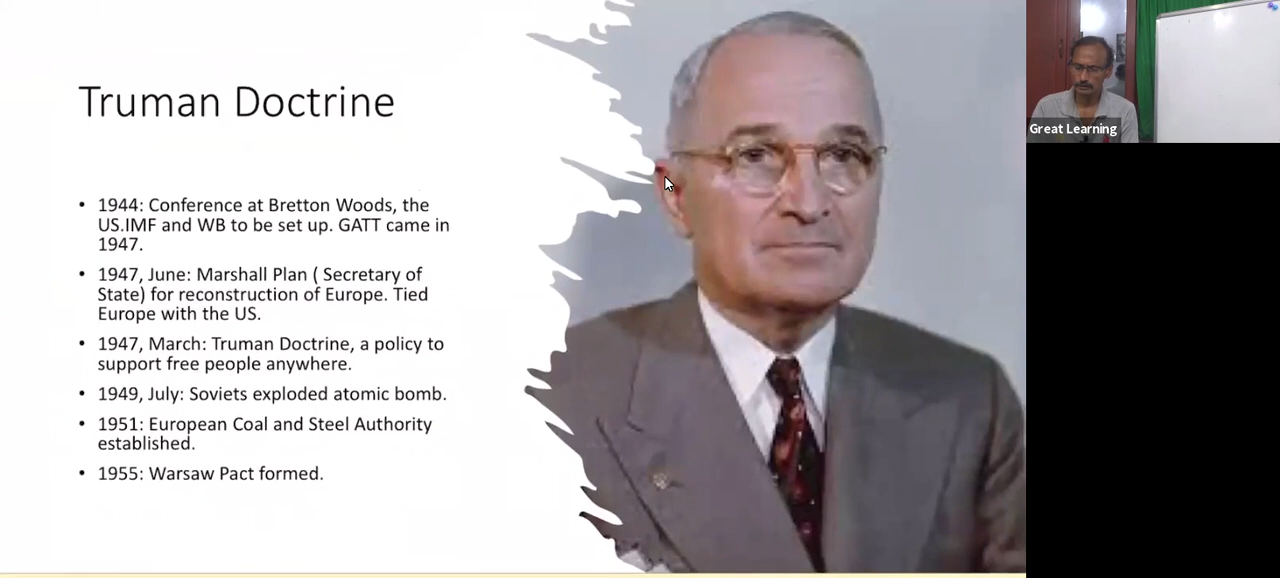 Truman Doctrine
• 1944: Conference at Bretton Woods, the
US.IMF and WB to be set up. GATT came in
1947.
• 1947, June: Marshall Plan ( Secretary of
State) for reconstruction of Europe. Tied
Europe with the US.
• 1947, March: Truman Doctrine, a policy to
support free people anywhere.
• 1949, July: Soviets exploded atomic bomb.
• 1951: European Coal and Steel Authority
established.
• 1955: Warsaw Pact formed.
Great Learning